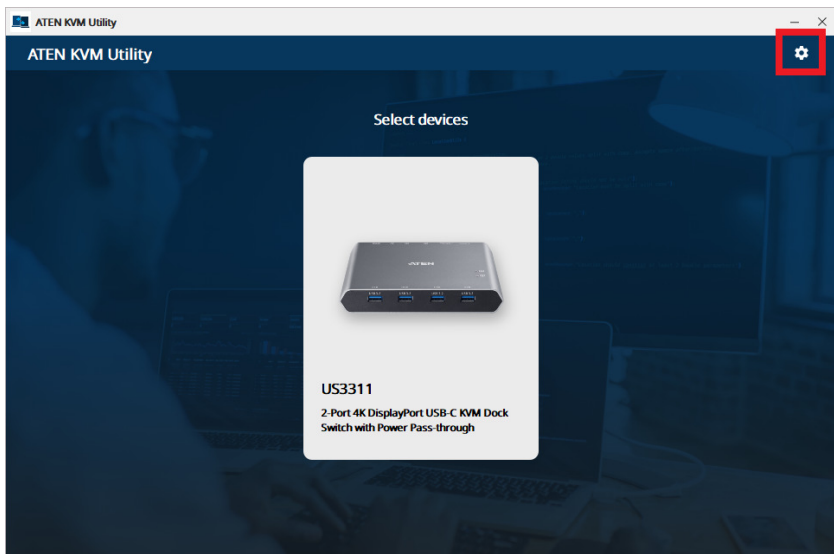 ATEN KVM Utility
ATEN KVM Utility
Select devices
ATEN
US3311
2-Port 4K DisplayPort USB-C KVM Dock
Switch with Power Pass-through